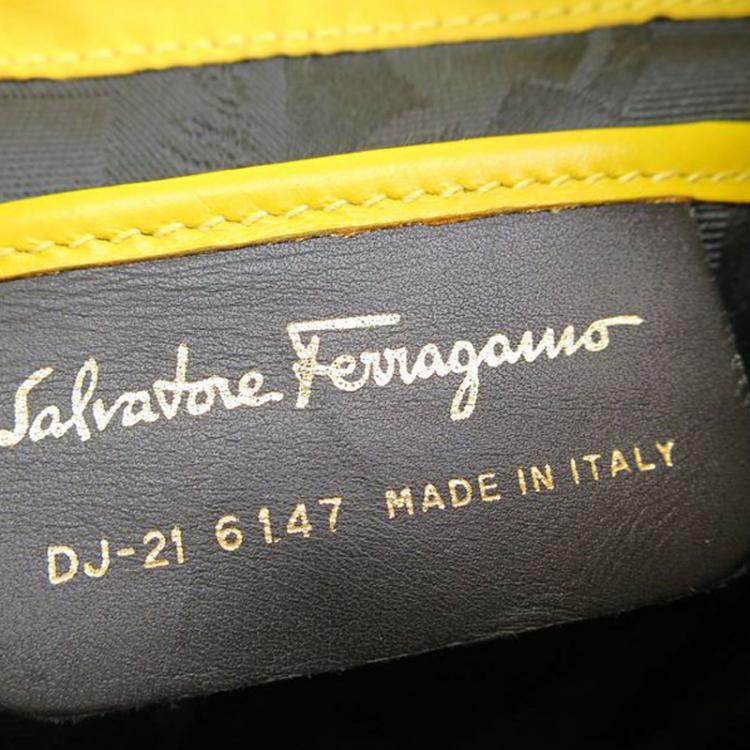 Salvatore Ferragamo
DJ-21 6147 MADE IN ITALY